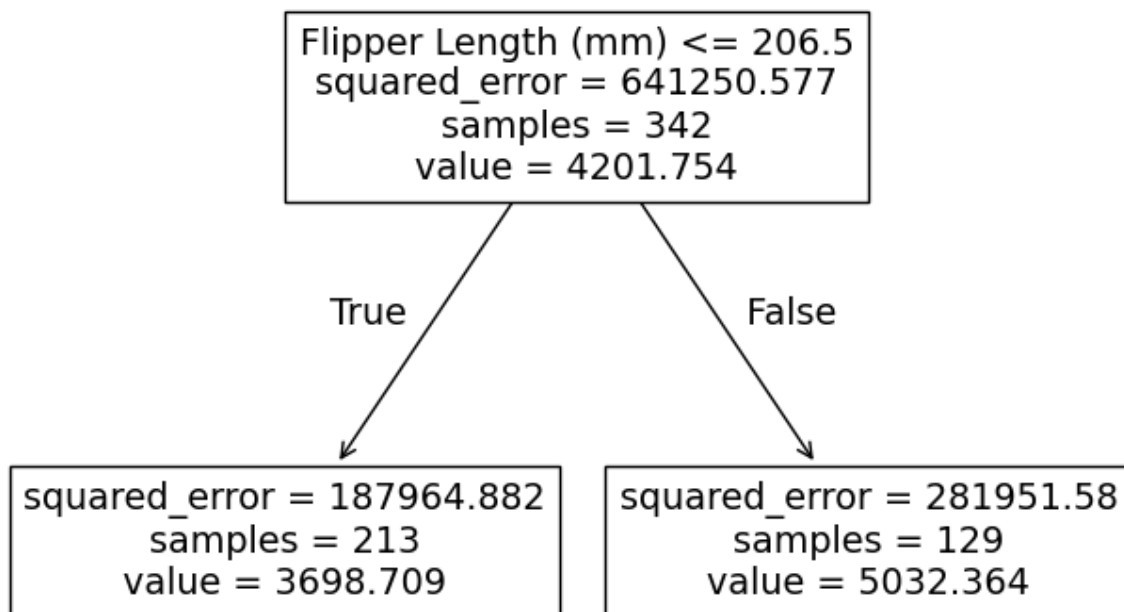 Flipper Length (mm) <= 206.5
squared_error = 641250.577
samples = 342
value = 4201.754
True
False
squared_error = 187964.882
samples = 213
value = 3698.709
squared_error = 281951.58
samples = 129
value = 5032.364